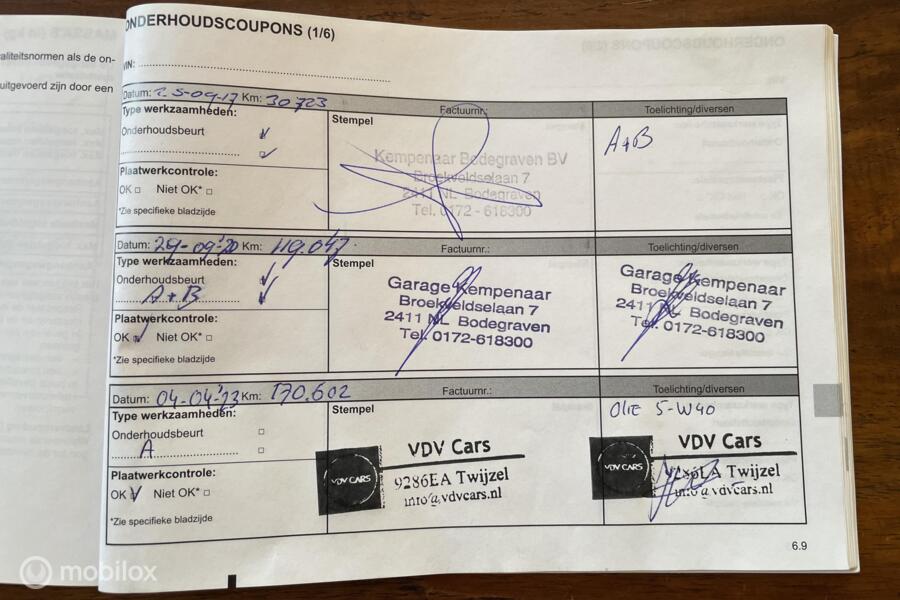 aliteitsnormen als de on-
uitgevoerd zijn door een
ONDERHOUDSCOUPONS (1/6)
VIN:
Datum: 25-09-17 Km: 30723
Type werkzaamheden:
Onderhoudsbeurt
Plaatwerkcontrole:
OK Niet OK*
*Zie specifieke bladzijde
Factuurnr.:
Stempel
Kempenaar Bodegraven BV
Broekveldselaan 7
2411 NL Bodegraven
Tel. 0172 - 618300
Toelichting/diversen
A+B
Datum: 29-09-'20 Km: 119.047
Type werkzaamheden:
Onderhoudsbeurt
A+B
Plaatwerkcontrole:
OK Niet OK*
*Zie specifieke bladzijde
Factuurnr.:
Stempel
Garage Kempenaar
Broekveldselaan 7
2411 NL Bodegraven
Tel. 0172-618300
Toelichting/diversen
Garage Kempenaar
Broekveldselaan 7
2411 NL Bodegraven
Tel. 0172-618300
Datum: 04-04-'23 Km: 170.602
Type werkzaamheden:
Onderhoudsbeurt
A
Plaatwerkcontrole:
OK Niet OK*
*Zie specifieke bladzijde
Factuurnr.:
Stempel
VDV CARS
VDV Cars
9286EA Twijzel
info@vdvcars.nl
Toelichting/diversen
Olie 5-W40
VDV CARS
VDV Cars
9286EA Twijzel
info@vdvcars.nl
6.9
mobilox